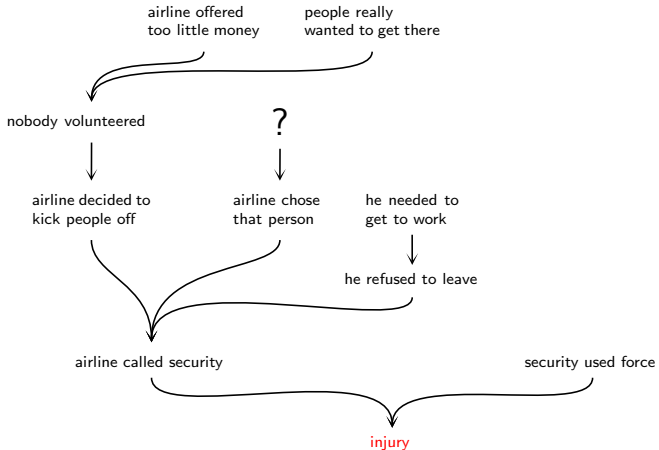 airline offered
too little money
people really
wanted to get there
nobody volunteered
?
airline decided to
kick people off
airline chose
that person
he needed to
get to work
he refused to leave
airline called security
security used force
injury